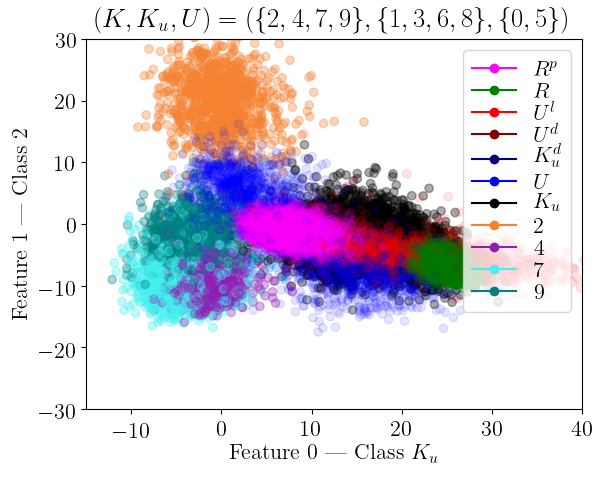 (K, K_u, U) = ({2, 4, 7, 9}, {1, 3, 6, 8}, {0, 5})
Feature 1 — Class 2
30
20
10
0
−10
−20
−30
R^p
R
U^l
U^d
K_u^d
U
K_u
2
4
7
9
−10 0 10 20 30 40
Feature 0 — Class K_u